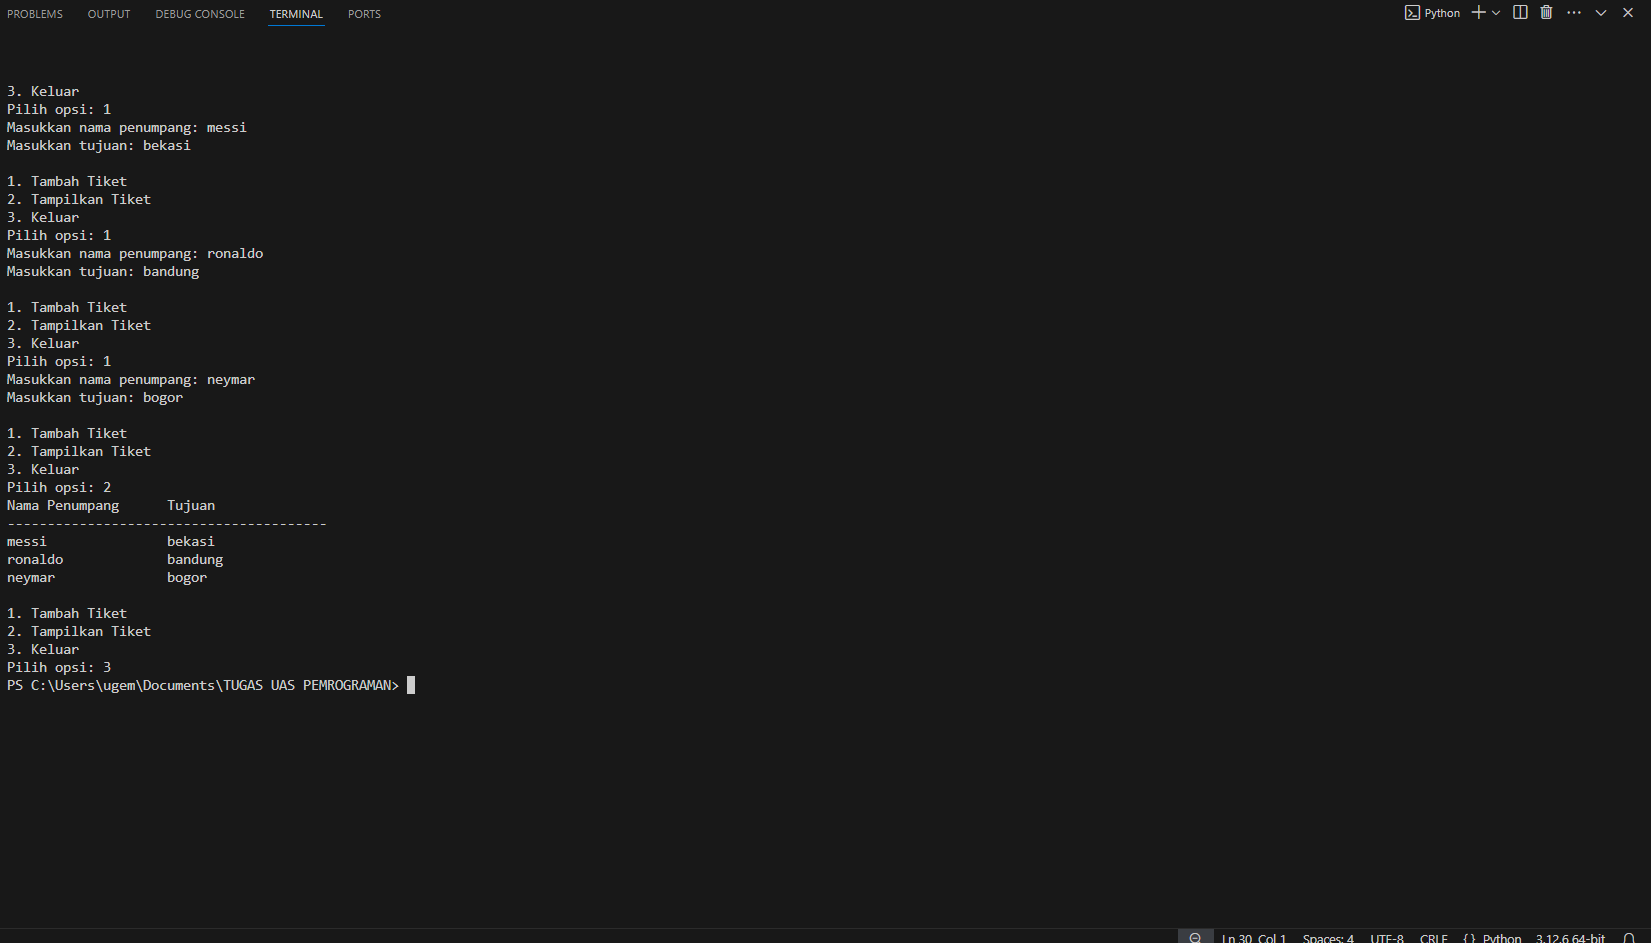 PROBLEMS OUTPUT DEBUG CONSOLE TERMINAL PORTS Python
3. Keluar
Pilih opsi: 1
Masukkan nama penumpang: messi
Masukkan tujuan: bekasi
1. Tambah Tiket
2. Tampilkan Tiket
3. Keluar
Pilih opsi: 1
Masukkan nama penumpang: ronaldo
Masukkan tujuan: bandung
1. Tambah Tiket
2. Tampilkan Tiket
3. Keluar
Pilih opsi: 1
Masukkan nama penumpang: neymar
Masukkan tujuan: bogor
1. Tambah Tiket
2. Tampilkan Tiket
3. Keluar
Pilih opsi: 2
Nama Penumpang      Tujuan
----------------------------------------
messi               bekasi
ronaldo             bandung
neymar              bogor
1. Tambah Tiket
2. Tampilkan Tiket
3. Keluar
Pilih opsi: 3
PS C:\Users\ugem\Documents\TUGAS UAS PEMROGRAMAN>
Ln 30, Col 1 Spaces: 4 UTF-8 CRLF {} Python 3.12.6 64-bit